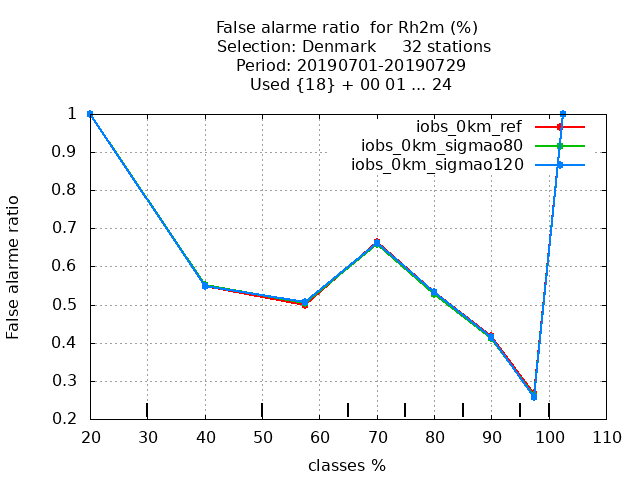 False alarme ratio  for Rh2m (%)
Selection: Denmark     32 stations
Period: 20190701-20190729
Used {18} + 00 01 ... 24
iobs_0km_ref
iobs_0km_sigmao80
iobs_0km_sigmao120
1
0.9
0.8
0.7
0.6
0.5
0.4
0.3
0.2
False alarme ratio
20 30 40 50 60 70 80 90 100 110
classes %